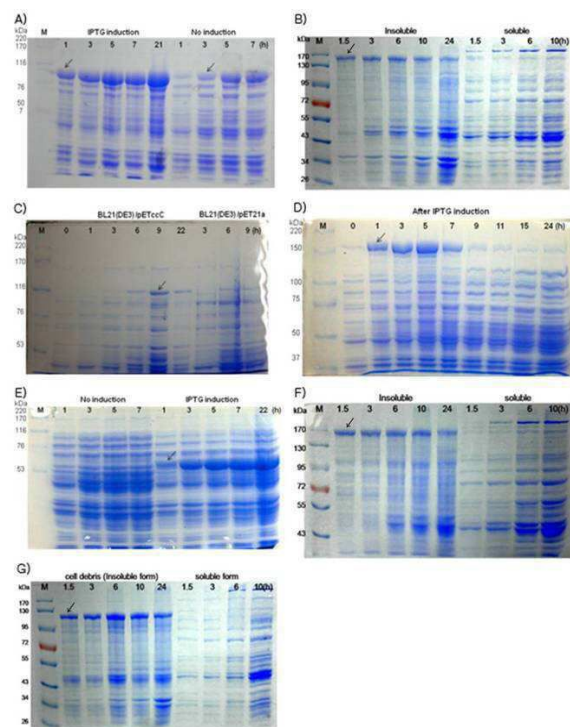 A)
kDa M IPTG induction No induction
1 3 5 7 21 1 3 5 7 (h)
220
170
116
76
50
7
B)
Insoluble soluble
kDa M 1.5 3 6 10 24 1.5 3 6 10(h)
170
130
96
72
55
43
34
26
C)
BL21(DE3)/pETccC BL21(DE3)/pET21a
kDa M 0 1 3 6 9 22 3 6 9 (h)
220
170
116
76
53
D)
After IPTG induction
kDa M 0 1 3 5 7 9 11 15 24 (h)
150
100
75
50
37
E)
No induction IPTG induction
kDa M 1 3 5 7 1 3 5 7 22 (h)
220
170
116
76
53
F)
Insoluble soluble
kDa M 1.5 3 6 10 24 1.5 3 6 10(h)
170
130
95
72
55
43
G)
cell debris (Insoluble form) soluble form
kDa M 1.5 3 6 10 24 1.5 3 6 10(h)
170
130
95
72
55
43
34
26